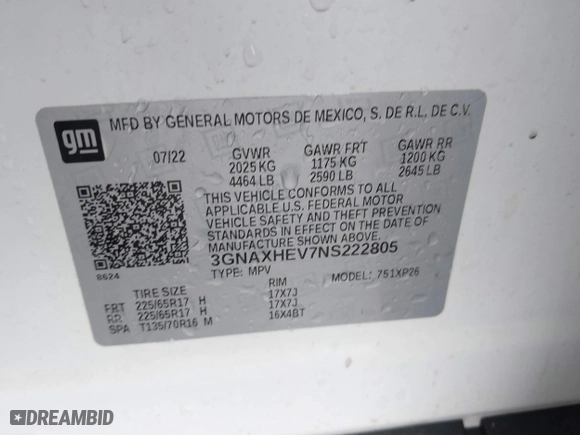 gm
MFD BY GENERAL MOTORS DE MEXICO, S. DE R.L. DE C.V.
07/22 GVWR GAWR FRT GAWR RR
2025 KG 1175 KG 1200 KG
4464 LB 2590 LB 2645 LB
THIS VEHICLE CONFORMS TO ALL
APPLICABLE U.S. FEDERAL MOTOR
VEHICLE SAFETY AND THEFT PREVENTION
STANDARDS IN EFFECT ON THE DATE
OF MANUFACTURE SHOWN ABOVE.
3GNAXHEV7NS222805
8624
TYPE: MPV MODEL: 751XP26
TIRE SIZE RIM
FRT 225/65R17 H 17X7J
RR 225/65R17 H 17X7J
SPA T135/70R16 M 16X4BT
DREAMBID